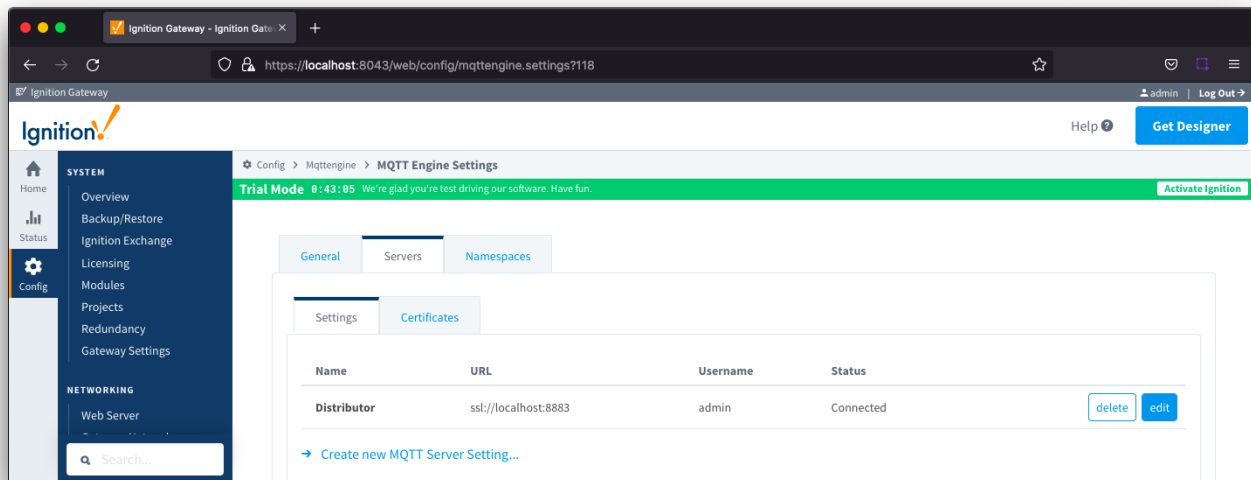 Ignition Gateway - Ignition Gate
https://localhost:8043/web/config/mqttengine.settings?118
Ignition Gateway
admin | Log Out
Ignition!
Help
Get Designer
Home
Status
Config
SYSTEM
Overview
Backup/Restore
Ignition Exchange
Licensing
Modules
Projects
Redundancy
Gateway Settings
NETWORKING
Web Server
Search...
Config > Mqttengine > MQTT Engine Settings
Trial Mode 0:43:05 We're glad you're test driving our software. Have fun.
Activate Ignition
General Servers Namespaces
Settings Certificates
Name URL Username Status
Distributor ssl://localhost:8883 admin Connected delete edit
Create new MQTT Server Setting...